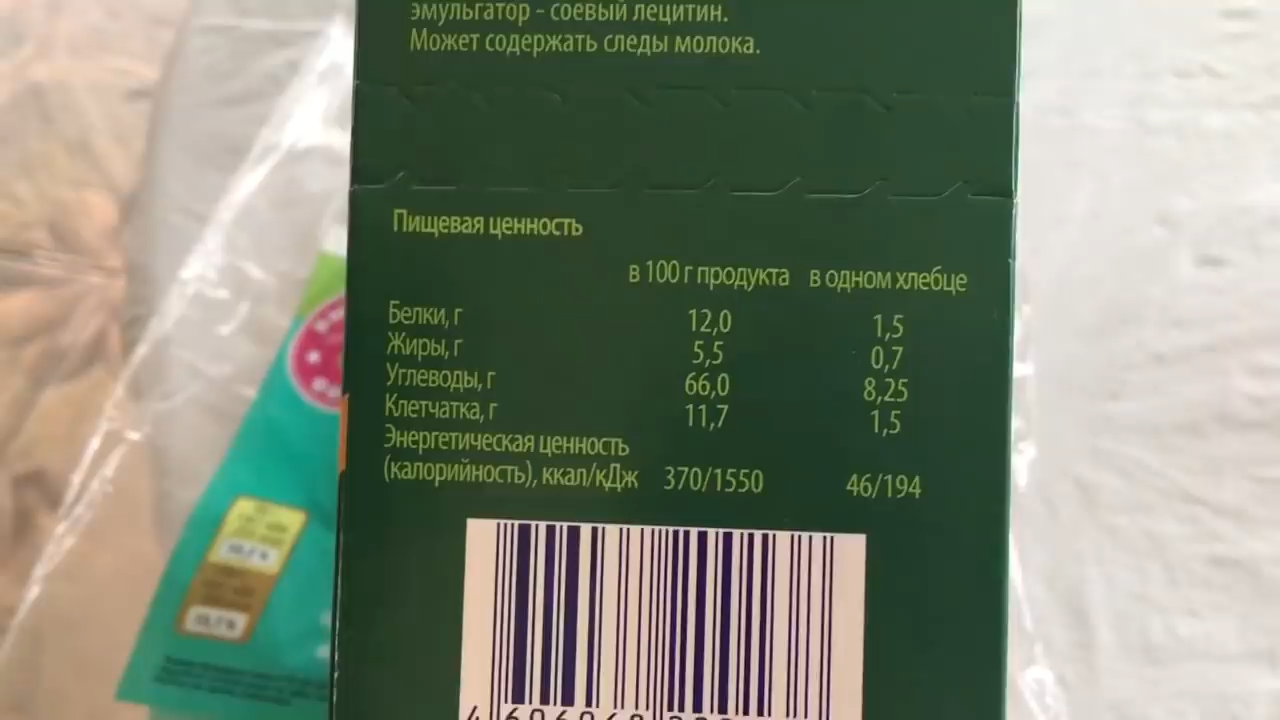 эмульгатор - соевый лецитин.
Может содержать следы молока.
Пищевая ценность
в 100 г продукта в одном хлебце
Белки, г 12,0 1,5
Жиры, г 5,5 0,7
Углеводы, г 66,0 8,25
Клетчатка, г 11,7 1,5
Энергетическая ценность
(калорийность), ккал/кДж 370/1550 46/194